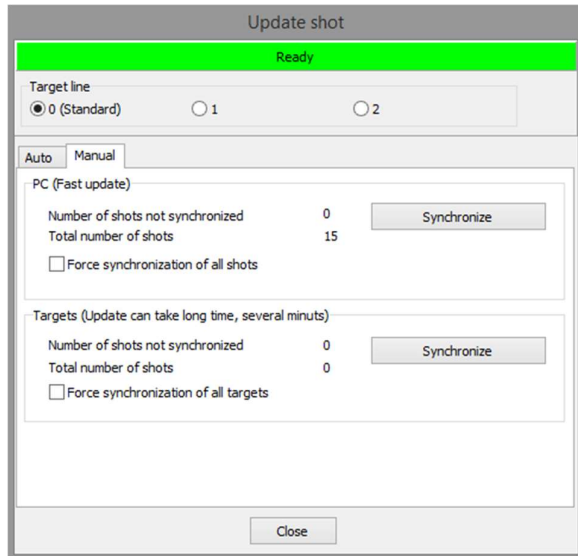 Update shot
Ready
Target line
0 (Standard) 1 2
Auto Manual
PC (Fast update)
Number of shots not synchronized 0 Synchronize
Total number of shots 15
Force synchronization of all shots
Targets (Update can take long time, several minuts)
Number of shots not synchronized 0 Synchronize
Total number of shots 0
Force synchronization of all targets
Close